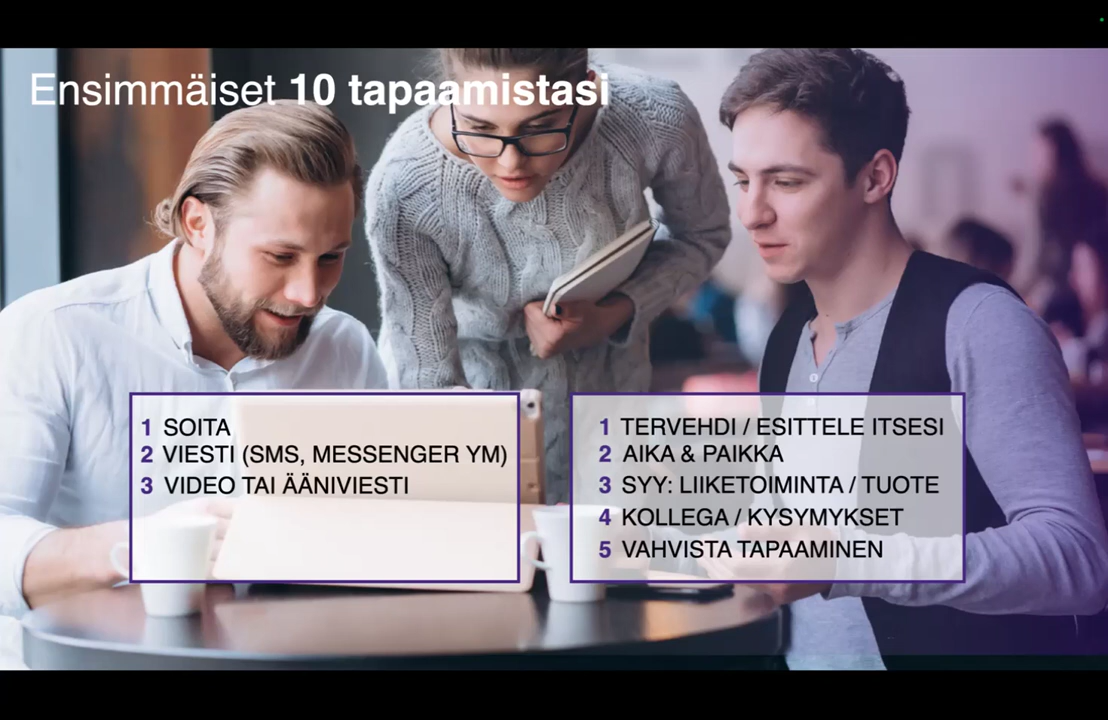 Ensimmäiset 10 tapaamistasi
1 SOITA
2 VIESTI (SMS, MESSENGER YM)
3 VIDEO TAI ÄÄNIVIESTI
1 TERVEHDI / ESITTELE ITSESI
2 AIKA & PAIKKA
3 SYY: LIIKETOIMINTA / TUOTE
4 KOLLEGA / KYSYMYKSET
5 VAHVISTA TAPAAMINEN